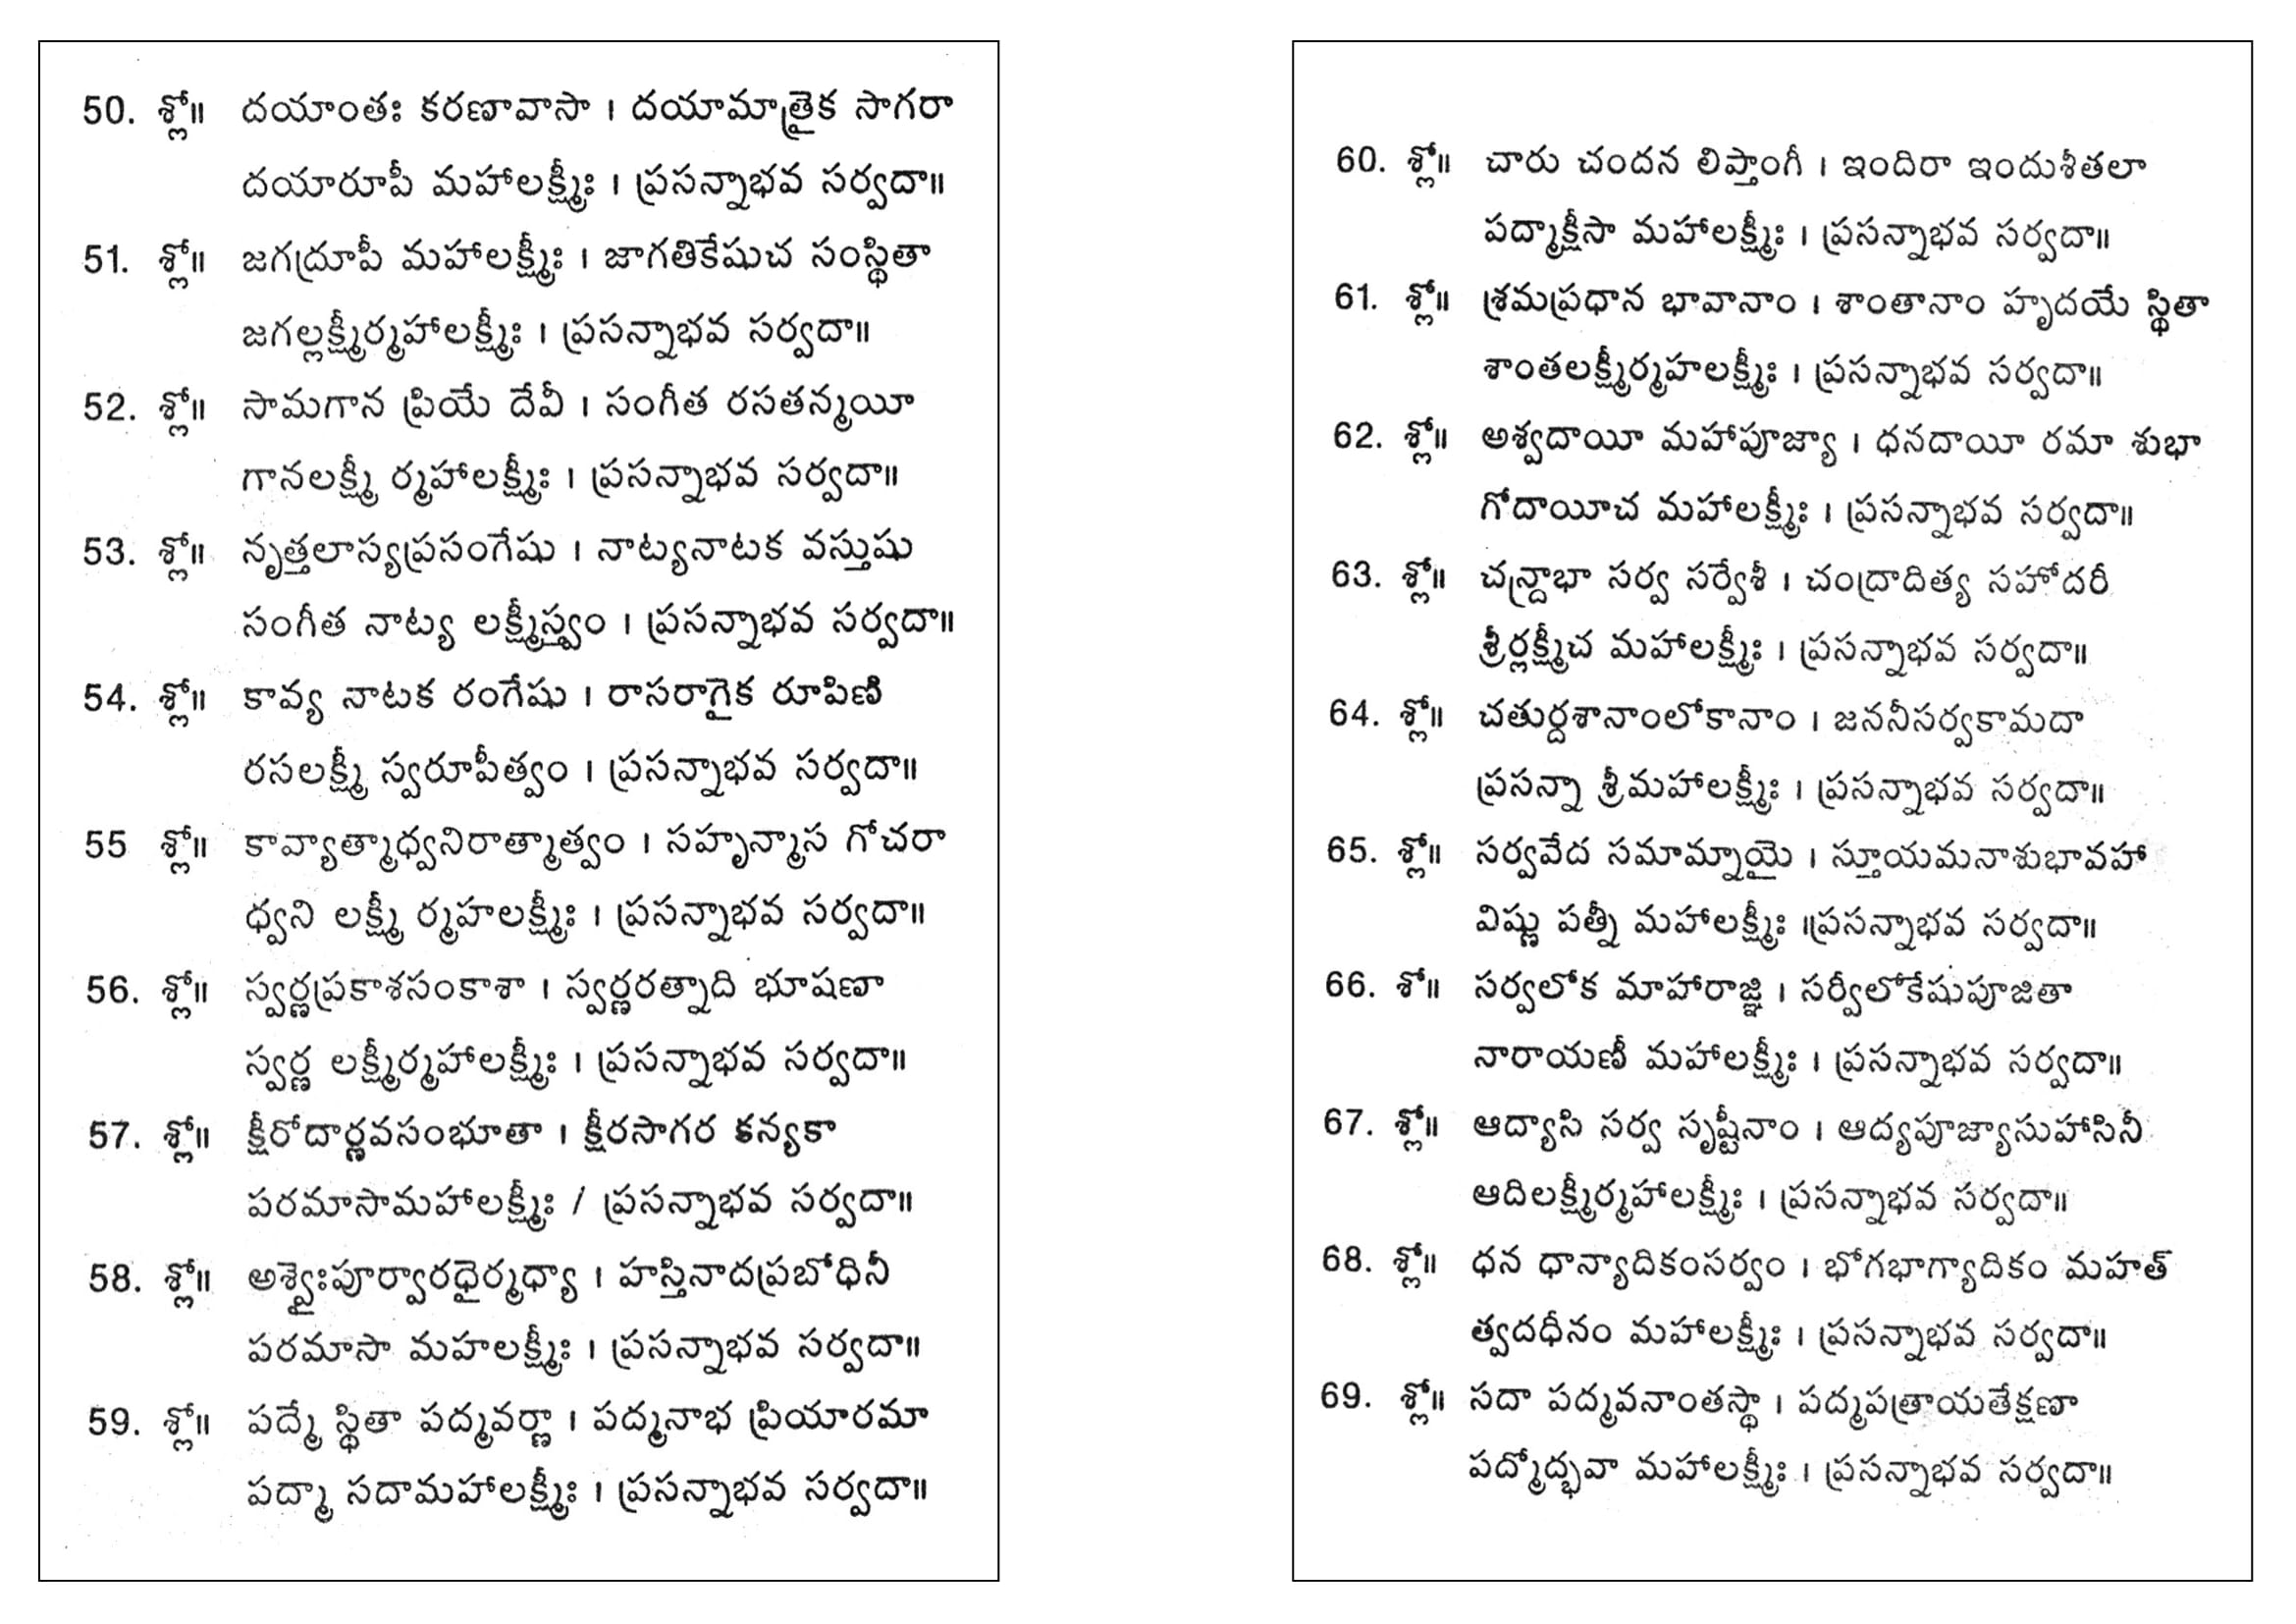 50. శ్లో॥ దయాంతః కరణావాసా । దయామాత్రైక సాగరా
దయారూపీ మహాలక్ష్మీః । ప్రసన్నాభవ సర్వదా॥
51. శ్లో॥ జగద్రూపీ మహాలక్ష్మీః । జాగతికేషుచ సంస్థితా
జగల్లక్ష్మీర్మహాలక్ష్మీః । ప్రసన్నాభవ సర్వదా॥
52. శ్లో॥ సామగాన ప్రియే దేవీ । సంగీత రసతన్మయీ
గానలక్ష్మీ ర్మహాలక్ష్మీః । ప్రసన్నాభవ సర్వదా॥
53. శ్లో॥ నృత్తలాస్యప్రసంగేషు । నాట్యనాటక వస్తుషు
సంగీత నాట్య లక్ష్మీస్త్వం । ప్రసన్నాభవ సర్వదా॥
54. శ్లో॥ కావ్య నాటక రంగేషు । రాసరాగైక రూపిణి
రసలక్ష్మీ స్వరూపీత్వం । ప్రసన్నాభవ సర్వదా॥
55 శ్లో॥ కావ్యాత్మాధ్వనిరాత్మాత్వం । సహృన్మాస గోచరా
ధ్వని లక్ష్మీ ర్మహలక్ష్మీః । ప్రసన్నాభవ సర్వదా॥
56. శ్లో॥ స్వర్ణప్రకాశసంకాశా । స్వర్ణరత్నాది భూషణా
స్వర్ణ లక్ష్మీర్మహాలక్ష్మీః । ప్రసన్నాభవ సర్వదా॥
57. శ్లో॥ క్షీరోదార్ణవసంభూతా । క్షీరసాగర కన్యకా
పరమాసామహాలక్ష్మీః / ప్రసన్నాభవ సర్వదా॥
58. శ్లో॥ అశ్వైఃపూర్వారధైర్మధ్యా । హస్తినాదప్రబోధినీ
పరమాసా మహలక్ష్మీః । ప్రసన్నాభవ సర్వదా॥
59. శ్లో॥ పద్మే స్థితా పద్మవర్ణా । పద్మనాభ ప్రియారమా
పద్మా సదామహాలక్ష్మీః । ప్రసన్నాభవ సర్వదా॥
60. శ్లో॥ చారు చందన లిప్తాంగీ । ఇందిరా ఇందుశీతలా
పద్మాక్షీసా మహాలక్ష్మీః । ప్రసన్నాభవ సర్వదా॥
61. శ్లో॥ శ్రమప్రధాన భావానాం । శాంతానాం హృదయే స్థితా
శాంతలక్ష్మీర్మహలక్ష్మీః । ప్రసన్నాభవ సర్వదా॥
62. శ్లో॥ అశ్వదాయీ మహాపూజ్యా । ధనదాయీ రమా శుభా
గోదాయీచ మహాలక్ష్మీః । ప్రసన్నాభవ సర్వదా॥
63. శ్లో॥ చన్ద్రాభా సర్వ సర్వేశీ । చంద్రాదిత్య సహోదరీ
శ్రీర్లక్ష్మీచ మహాలక్ష్మీః । ప్రసన్నాభవ సర్వదా॥
64. శ్లో॥ చతుర్దశానాంలోకానాం । జననీసర్వకామదా
ప్రసన్నా శ్రీమహాలక్ష్మీః । ప్రసన్నాభవ సర్వదా॥
65. శ్లో॥ సర్వవేద సమామ్నాయై । స్తూయమనాశుభావహా
విష్ణు పత్నీ మహాలక్ష్మీః ।ప్రసన్నాభవ సర్వదా॥
66. శో॥ సర్వలోక మాహారాజ్ఞి । సర్వీలోకేషుపూజితా
నారాయణీ మహాలక్ష్మీః । ప్రసన్నాభవ సర్వదా॥
67. శ్లో॥ ఆద్యాసి సర్వ సృష్టీనాం । ఆద్యపూజ్యాసుహాసినీ
ఆదిలక్ష్మీర్మహాలక్ష్మీః । ప్రసన్నాభవ సర్వదా॥
68. శ్లో॥ ధన ధాన్యాదికంసర్వం । భోగభాగ్యాదికం మహత్
త్వదధీనం మహాలక్ష్మీః । ప్రసన్నాభవ సర్వదా॥
69. శ్లో॥ సదా పద్మవనాంతస్థా । పద్మపత్రాయతేక్షణా
పద్మోద్భవా మహాలక్ష్మీః । ప్రసన్నాభవ సర్వదా॥